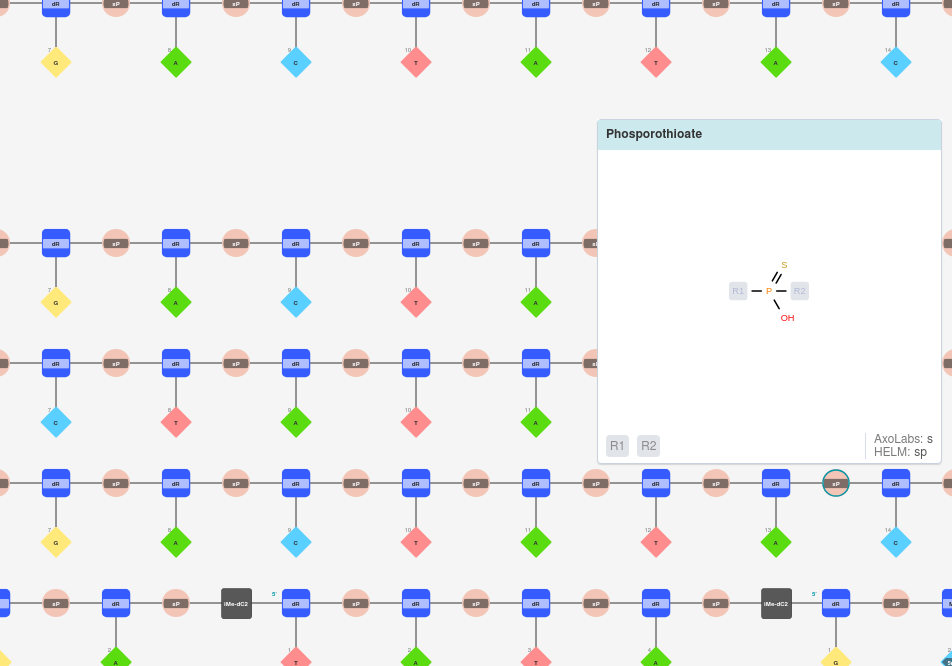 dR sP dR sP dR sP dR sP dR sP dR sP dR sP dR
7 8 9 10 11 12 13 14
G A C T A T A C
Phosporothioate
dR sP dR sP dR sP dR sP dR
7 8 9 10 11
G A C T A
S
R1 P R2
OH
dR sP dR sP dR sP dR sP dR
7 8 9 10 11
C T A T A
R1 R2
AxoLabs: s
HELM: sp
dR sP dR sP dR sP dR sP dR sP dR sP dR sP dR
7 8 9 10 11 12 13 14
G A C T A T A C
sP dR sP iMe-dC2 5' dR sP dR sP dR sP dR sP iMe-dC2 5' dR sP
2 1 2 3 4 1
A T A T A G